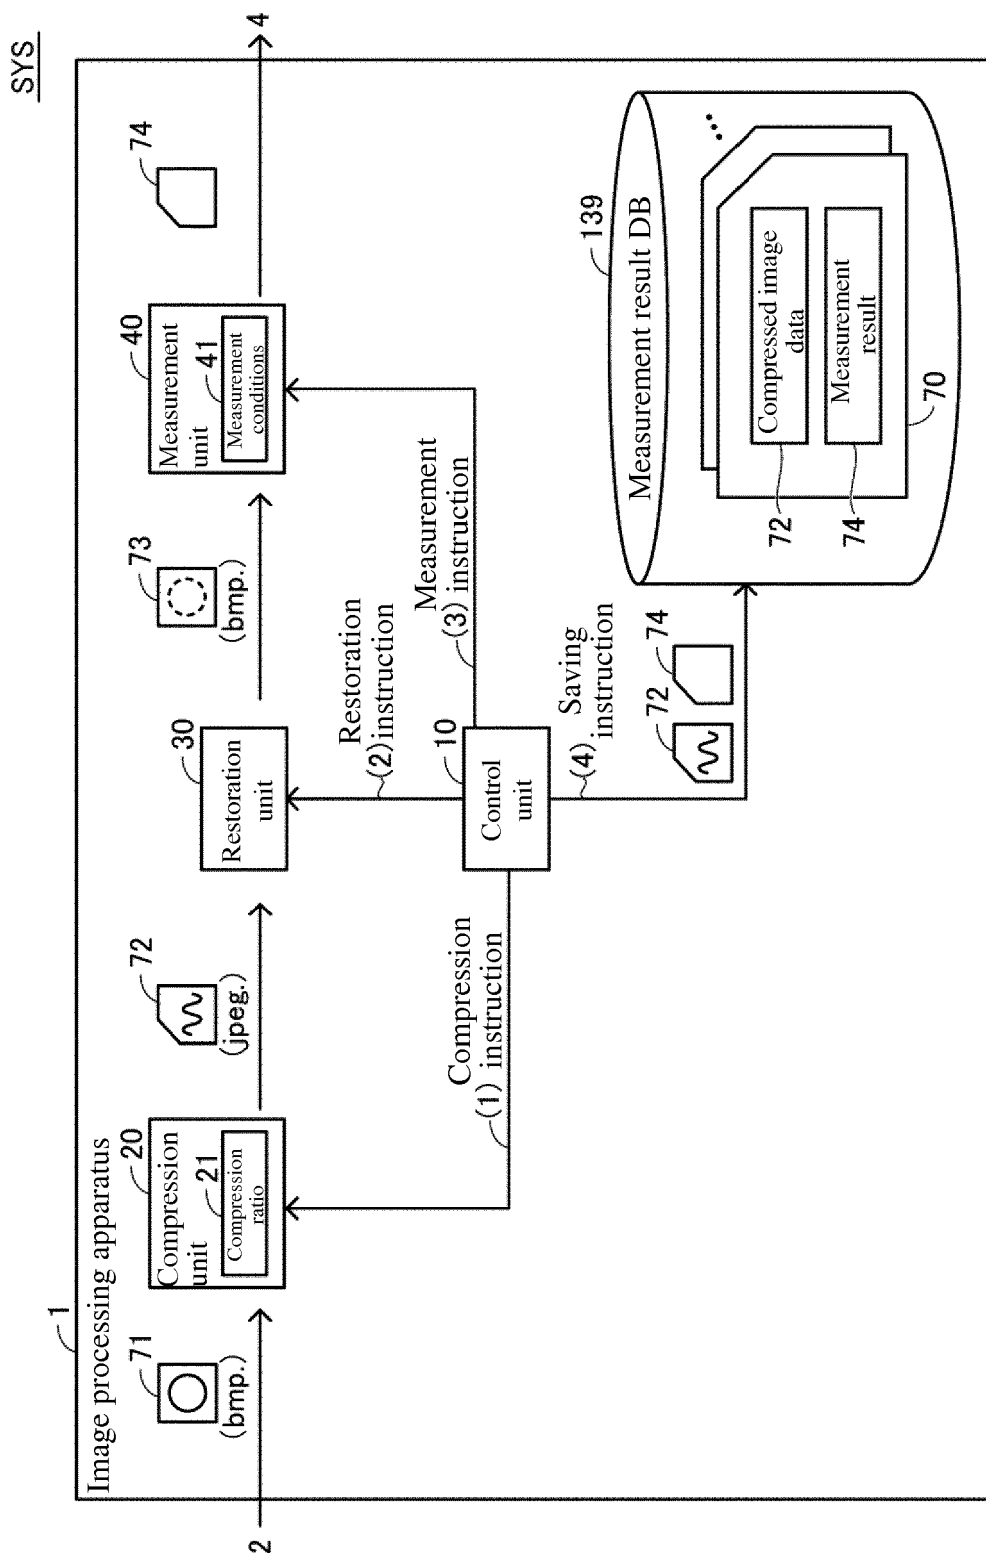 SYS
1
Image processing apparatus
2
71
(bmp.)
20
Compression
unit
21
Compression
ratio
72
(jpeg.)
30
Restoration
unit
73
(bmp.)
40
Measurement
unit
41
Measurement
conditions
74
4
Compression
(1) instruction
10
Control
unit
Restoration
(2) instruction
Measurement
(3) instruction
Saving
(4) instruction
72
74
139
Measurement result DB
...
72
Compressed image
data
74
Measurement
result
70